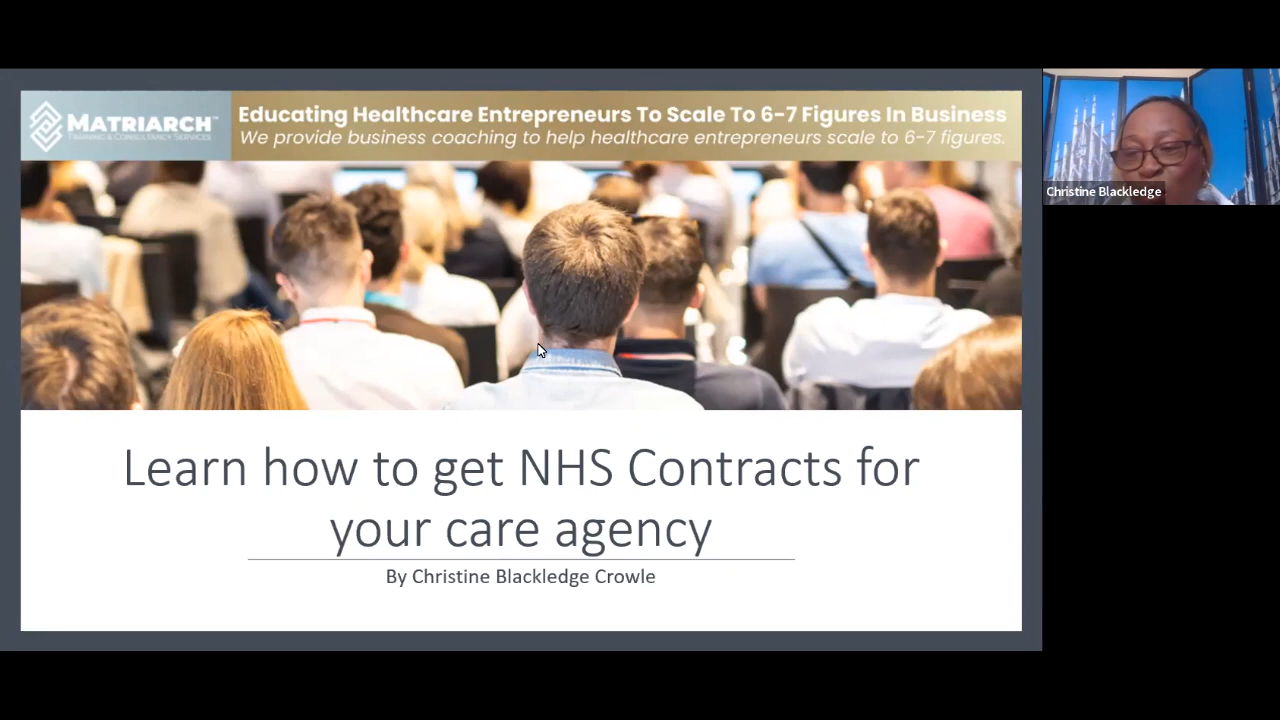 MATRIARCH™
TRAINING & CONSULTANCY SERVICES
Educating Healthcare Entrepreneurs To Scale To 6-7 Figures In Business
We provide business coaching to help healthcare entrepreneurs scale to 6-7 figures.
Christine Blackledge
Learn how to get NHS Contracts for
your care agency
By Christine Blackledge Crowle